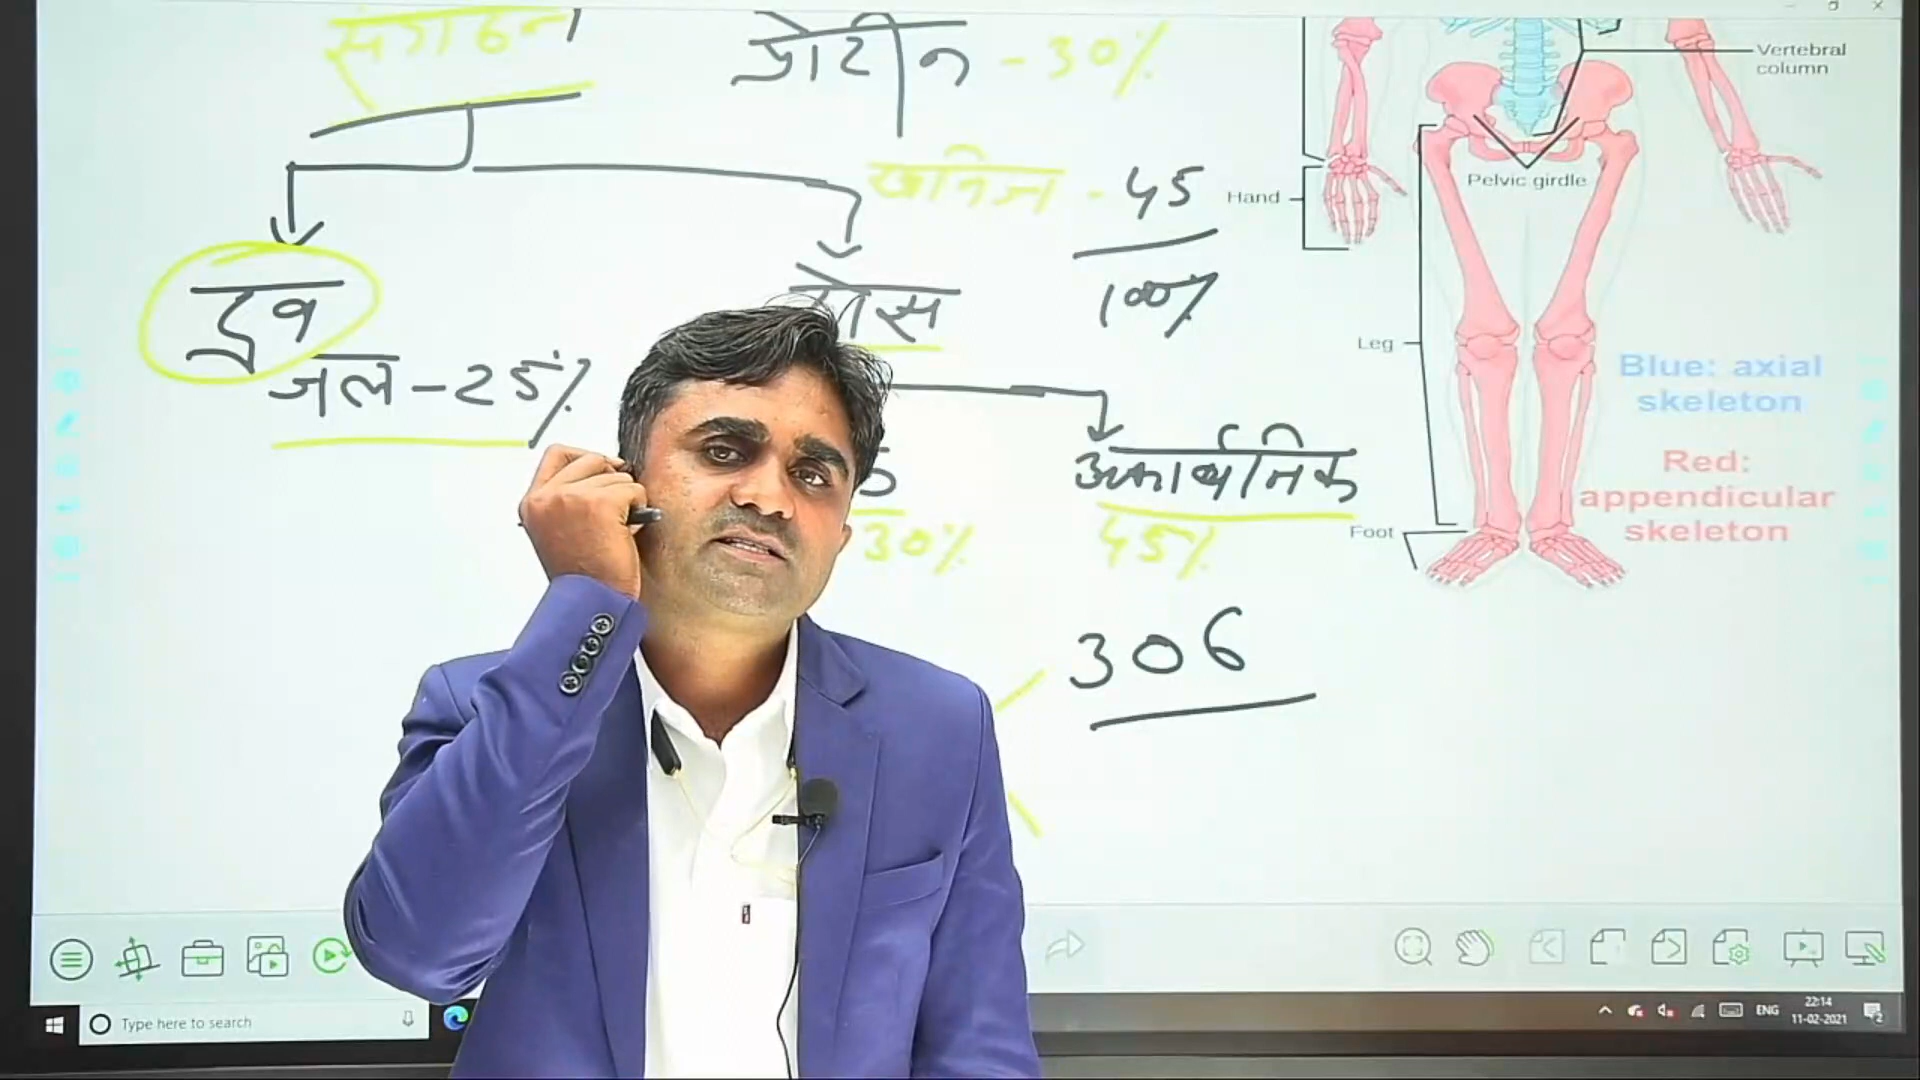 संगठन
प्रोटीन - 30%
खनिज - 45
100%
द्रव
जल - 25%
ठोस
30%
अकार्बनिक
45%
306
Vertebral
column
Pelvic girdle
Hand
Leg
Foot
Blue: axial
skeleton
Red:
appendicular
skeleton
Type here to search
ENG
22:14
11-02-2021
2